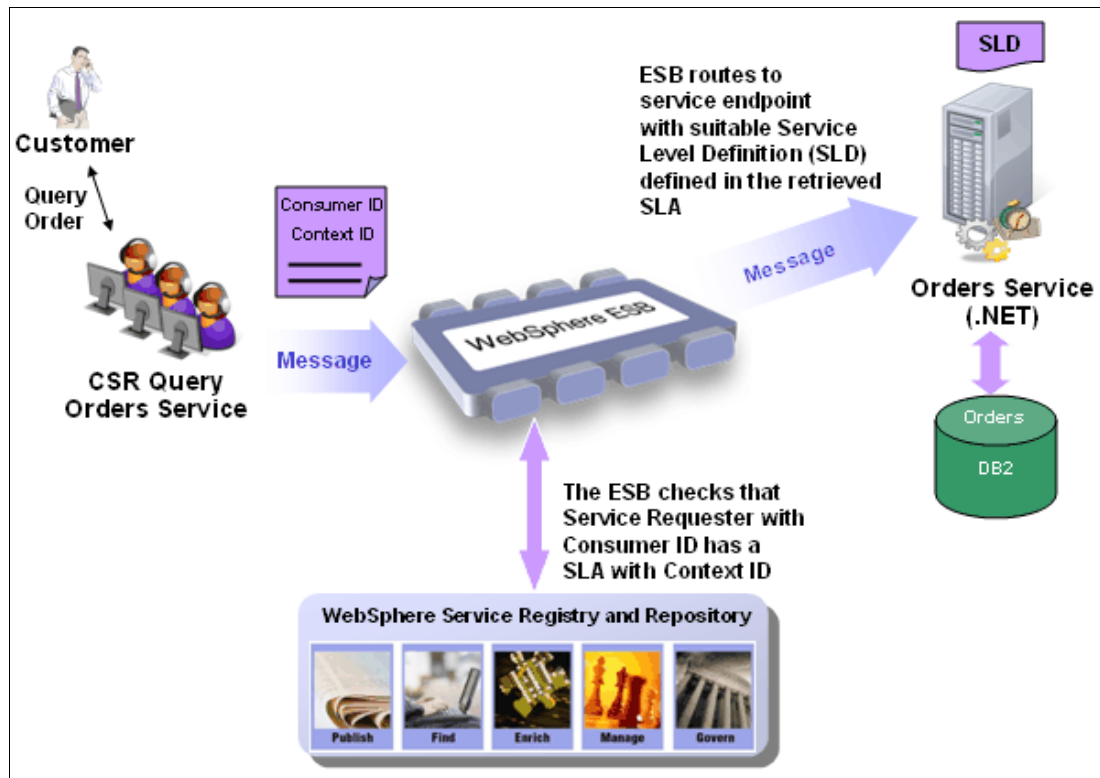 Customer
Query
Order
CSR Query
Orders Service
Consumer ID
Context ID
Message
WebSphere ESB
Message
ESB routes to
service endpoint
with suitable Service
Level Definition (SLD)
defined in the retrieved
SLA
SLD
Orders Service
(.NET)
Orders
DB2
The ESB checks that
Service Requester with
Consumer ID has a
SLA with Context ID
WebSphere Service Registry and Repository
Publish
Find
Enrich
Manage
Govern